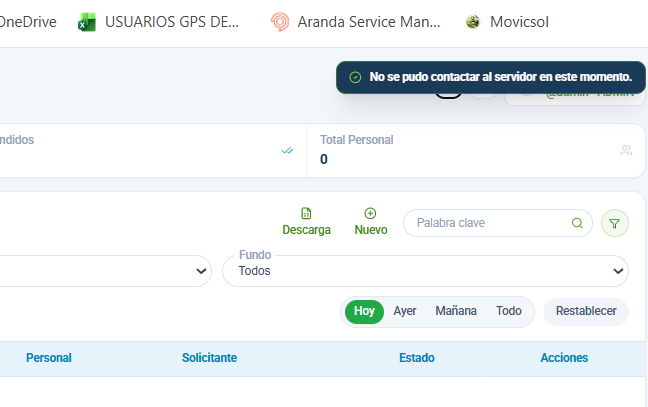 OneDrive USUARIOS GPS DE... Aranda Service Man... Movicsol
No se pudo contactar al servidor en este momento.
ndidos Total Personal
0
Descarga Nuevo Palabra clave
Fundo
Todos
Hoy Ayer Mañana Todo Restablecer
Personal Solicitante Estado Acciones